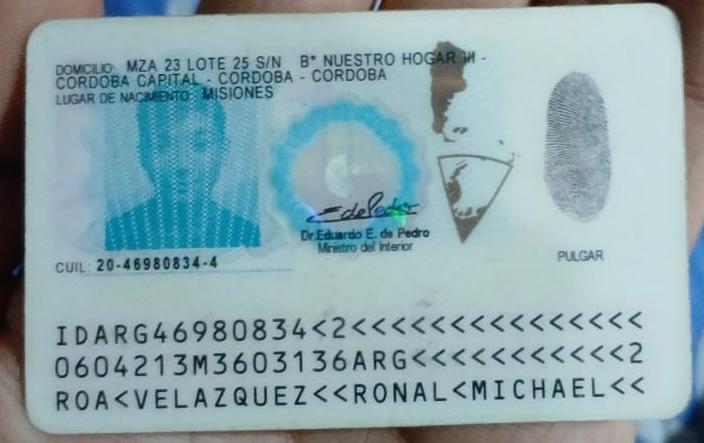 DOMICILIO: MZA 23 LOTE 25 S/N B° NUESTRO HOGAR III -
CORDOBA CAPITAL - CORDOBA - CORDOBA
LUGAR DE NACIMIENTO: MISIONES
Dr. Eduardo E. de Pedro
Ministro del Interior
PULGAR
CUIL: 20-46980834-4
IDARG46980834<2<<<<<<<<<<<<<<<
0604213M3603136ARG<<<<<<<<<<<2
ROA<VELAZQUEZ<<RONAL<MICHAEL<<